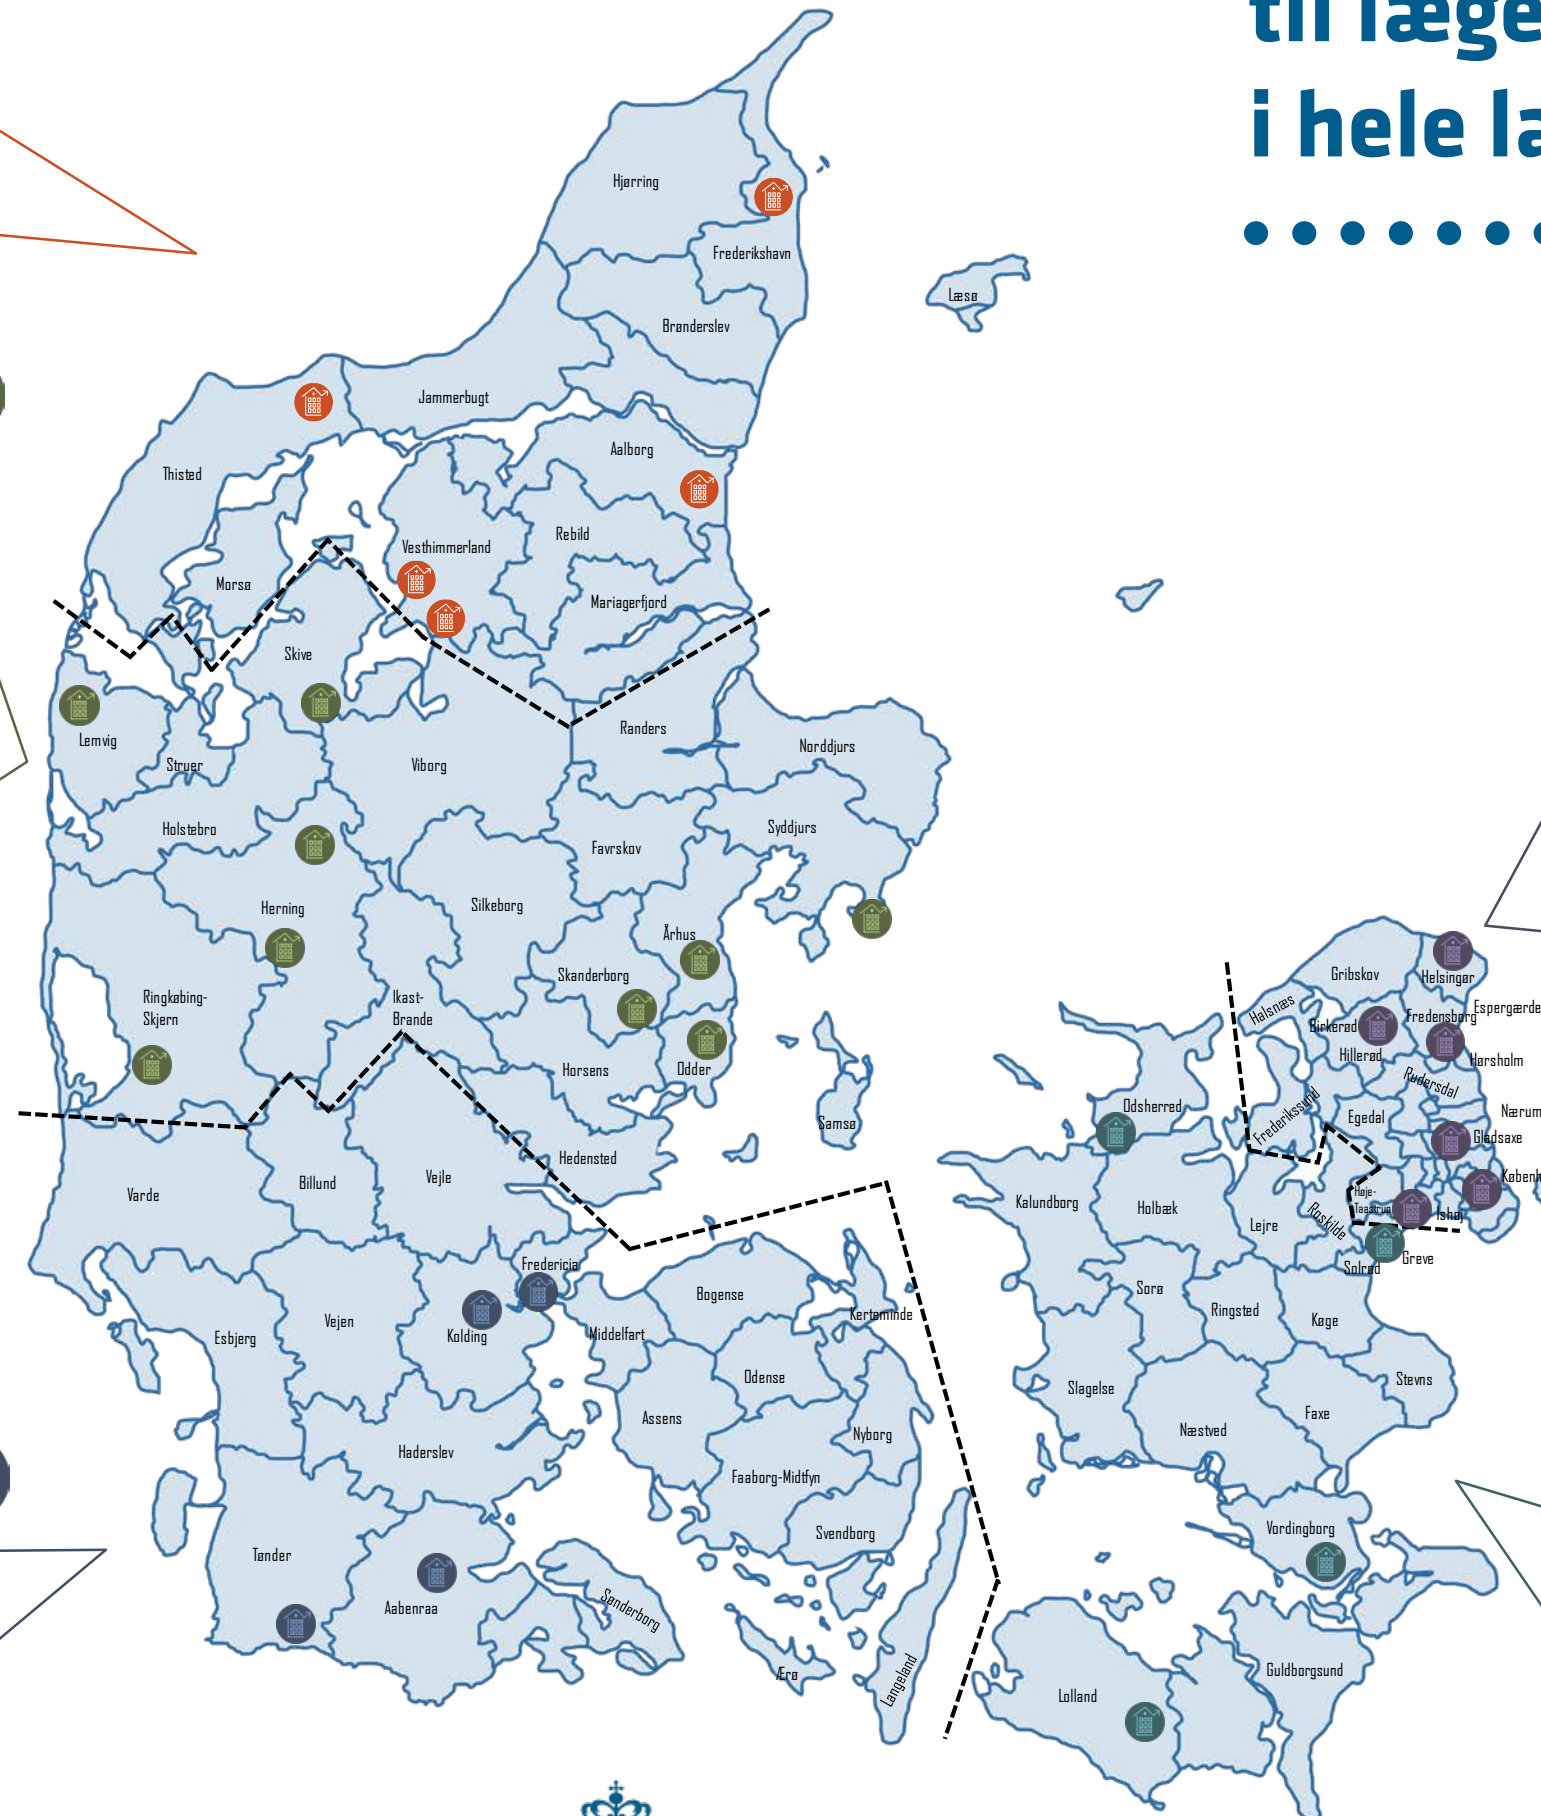 til læge
i hele la
Hjørring
Frederikshavn
Læsø
Brønderslev
Jammerbugt
Aalborg
Thisted
Rebild
Vesthimmerland
Morsø
Mariagerfjord
Skive
Randers
Lemvig
Norddjurs
Struer
Viborg
Holstebro
Syddjurs
Favrskov
Herning
Silkeborg
Århus
Skanderborg
Gribskov
Helsingør
Ringkøbing-
Skjern
Ikast-
Brande
Halsnæs
Espergærde
Fredensborg
Birkerød
Hillerød
Hørsholm
Horsens
Odder
Rudersdal
Odsherred
Frederikssund
Egedal
Nærum
Samsø
Gladsaxe
Hedensted
Vejle
Billund
Varde
Københ
Kalundborg
Holbæk
Høje-
Taastrup
Ishøj
Lejre
Roskilde
Greve
Solrød
Fredericia
Bogense
Sorø
Ringsted
Køge
Kerteminde
Vejen
Esbjerg
Kolding
Middelfart
Odense
Stevns
Slagelse
Assens
Faxe
Næstved
Nyborg
Haderslev
Faaborg-Midtfyn
Svendborg
Vordingborg
Tønder
Aabenraa
Sønderborg
Ærø
Langeland
Guldborgsund
Lolland